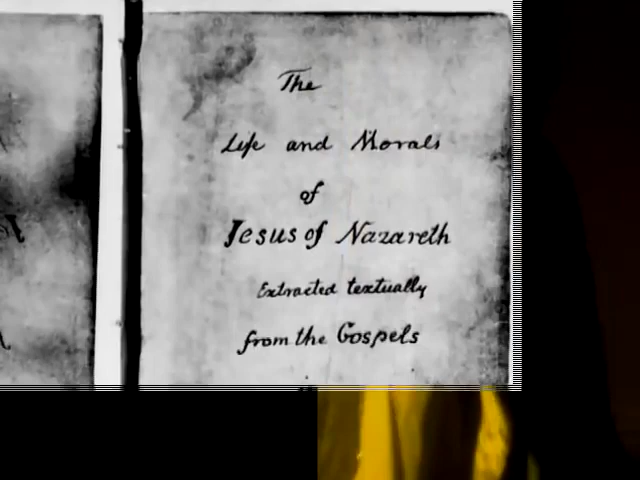 The
Life and Morals
of
Jesus of Nazareth
Extracted textually
from the Gospels